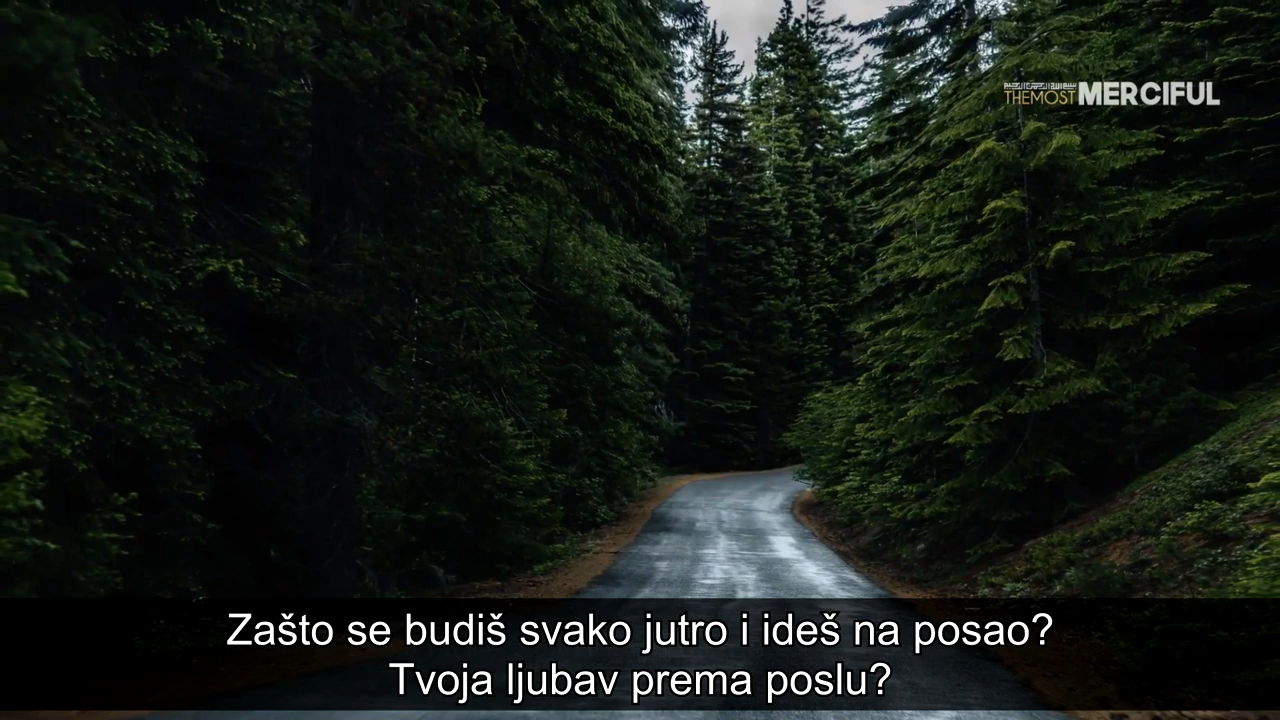 THEMOST MERCIFUL
Zašto se budiš svako jutro i ideš na posao?
Tvoja ljubav prema poslu?